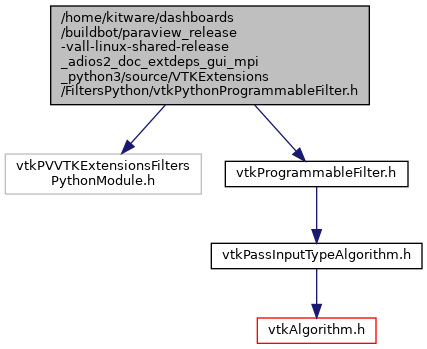 /home/kitware/dashboards
/buildbot/paraview_release
-vall-linux-shared-release
_adios2_doc_extdeps_gui_mpi
_python3/source/VTKExtensions
/FiltersPython/vtkPythonProgrammableFilter.h
vtkPVVTKExtensionsFilters
PythonModule.h
vtkProgrammableFilter.h
vtkPassInputTypeAlgorithm.h
vtkAlgorithm.h